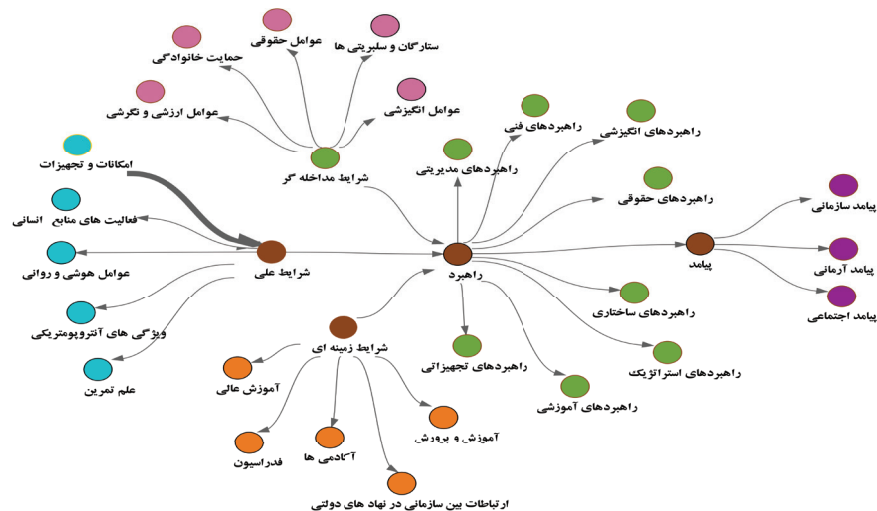 عوامل حقوقی
ستارگان و سلبریتی ها
حمایت خانوادگی
عوامل انگیزشی
عوامل ارزشی و نگرشی
راهبردهای فنی
راهبردهای انگیزشی
امکانات و تجهیزات
شرایط مداخله گر
راهبردهای مدیریتی
راهبردهای حقوقی
پیامد سازمانی
فعالیت های منابع انسانی
عوامل هوشی و روانی
شرایط علی
راهبرد
پیامد
پیامد آرمانی
پیامد اجتماعی
راهبردهای ساختاری
ویژگی های آنتروپومتریکی
شرایط زمینه ای
راهبردهای تجهیزاتی
راهبردهای استراتژیک
علم تمرین
آموزش عالی
راهبردهای آموزشی
آموزش و پرورش
آکادمی ها
فدراسیون
ارتباطات بین سازمانی در نهاد های دولتی